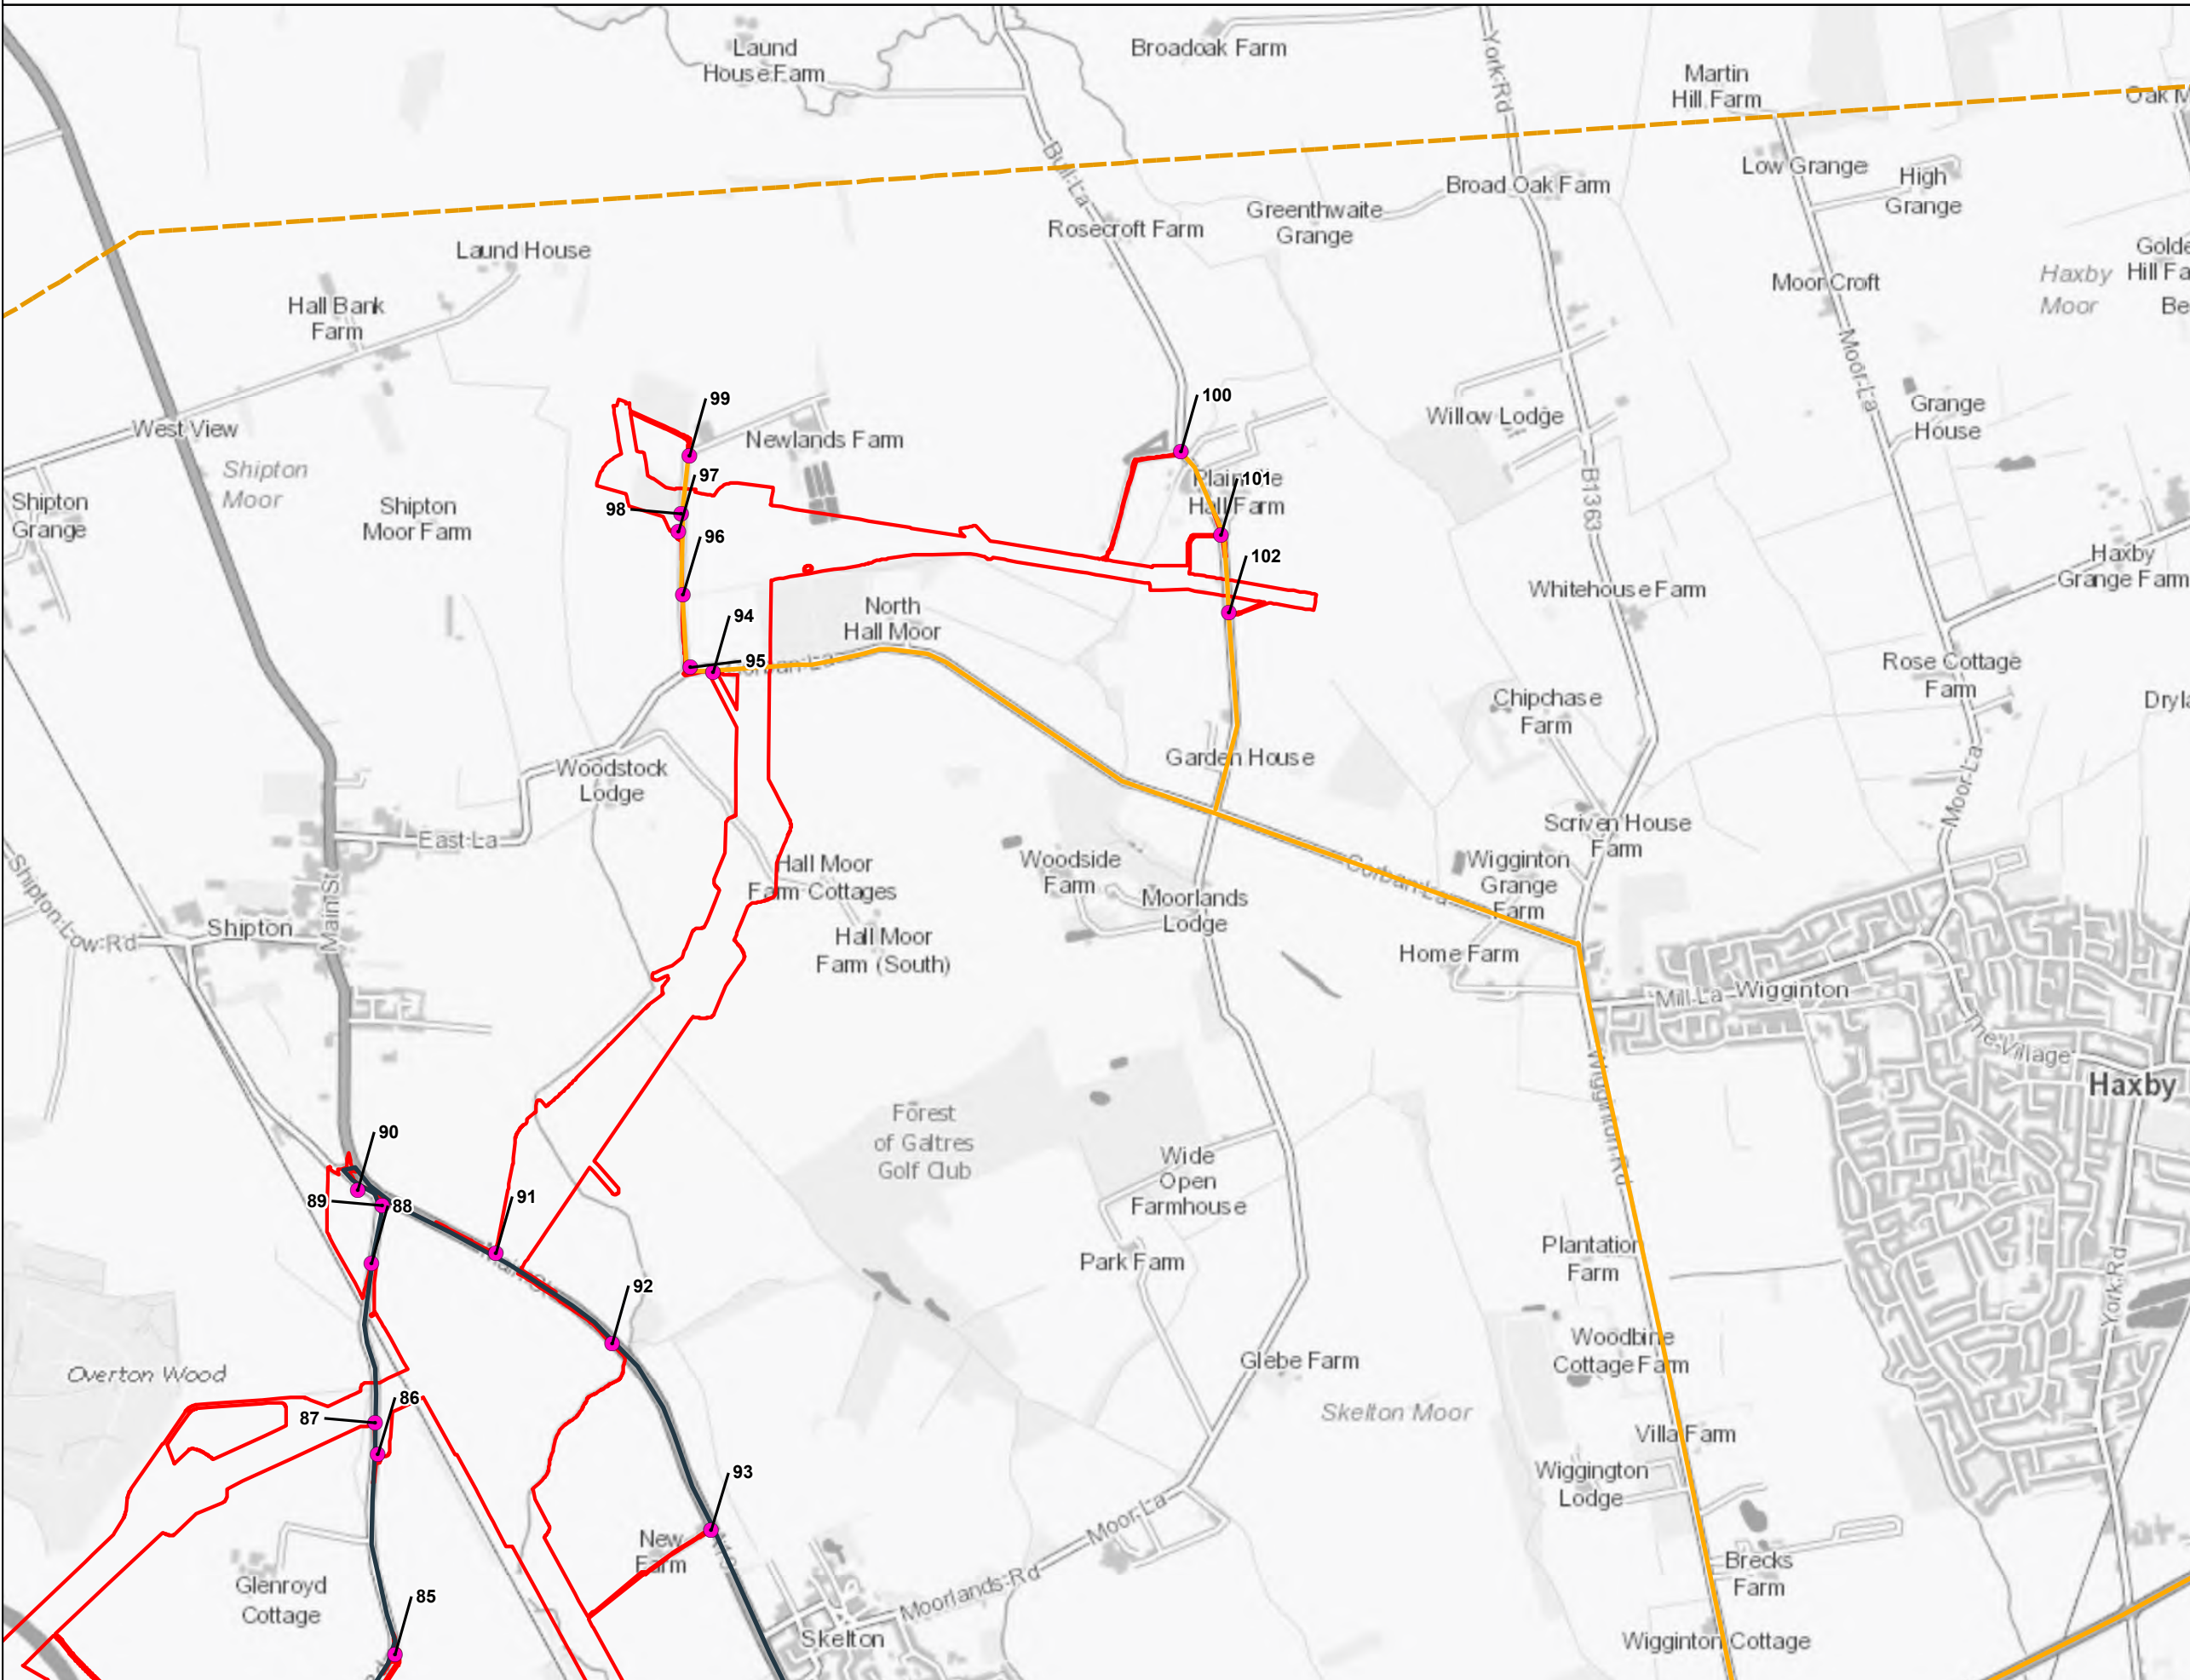 Laund
House Farm
Broadoak Farm
York Rd
Martin
Hill Farm
Oak M
Bull La
Low Grange
High
Grange
Broad Oak Farm
Greenthwaite
Grange
Rosecroft Farm
Laund House
Hall Bank
Farm
Moor Croft
Haxby
Moor
Golde
Hill Fa
Be
Moor La
West View
Shipton
Moor
Shipton
Grange
Shipton
Moor Farm
99
Newlands Farm
97
98
96
100
101
Hall Farm
102
Willow Lodge
B1363
Grange
House
Haxby
Grange Farm
Whitehouse Farm
North
Hall Moor
94
95
Rose Cottage
Farm
Chipchase
Farm
Dryla
Garden House
Woodstock
Lodge
East La
Moor La
Scriven House
Farm
Hall Moor
Farm Cottages
Woodside
Farm
Moorlands
Lodge
Corban La
Wigginton
Grange
Farm
Shipton Low Rd
Shipton
Main St
Hall Moor
Farm (South)
Home Farm
Mill La
Wigginton
The Village
Haxby
Wigginton Rd
Forest
of Galtres
Golf Club
90
89
88
91
Wide
Open
Farmhouse
Park Farm
Plantation
Farm
92
York Rd
Woodbine
Cottage Farm
Overton Wood
Glebe Farm
Skelton Moor
86
87
Villa Farm
Wiggington
Lodge
93
Moor La
New
Farm
Brecks
Farm
Glenroyd
Cottage
85
Moorlands Rd
Skelton
Wigginton Cottage